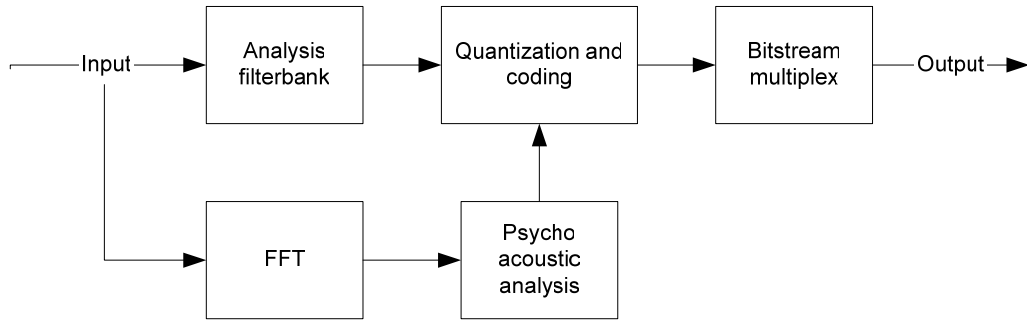 Input
Analysis
filterbank
Quantization and
coding
Bitstream
multiplex
Output
FFT
Psycho
acoustic
analysis